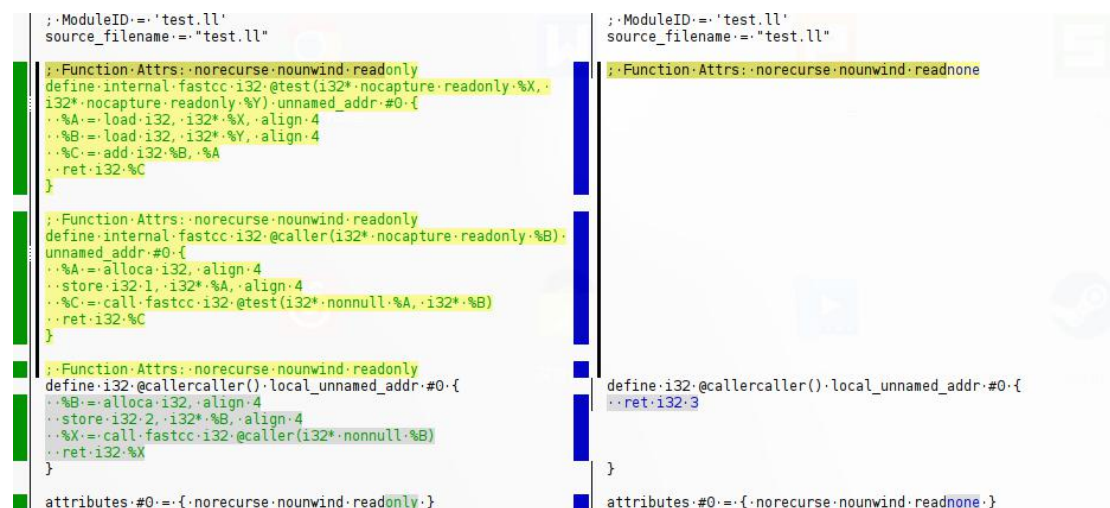 ;·ModuleID·=·'test.ll'
source_filename·=·"test.ll"
;·Function·Attrs:·norecurse·nounwind·readonly
define·internal·fastcc·i32·@test(i32*·nocapture·readonly·%X,·
i32*·nocapture·readonly·%Y)·unnamed_addr·#0·{
··%A·=·load·i32,·i32*·%X,·align·4
··%B·=·load·i32,·i32*·%Y,·align·4
··%C·=·add·i32·%B,·%A
··ret·i32·%C
}
;·Function·Attrs:·norecurse·nounwind·readonly
define·internal·fastcc·i32·@caller(i32*·nocapture·readonly·%B)·
unnamed_addr·#0·{
··%A·=·alloca·i32,·align·4
··store·i32·1,·i32*·%A,·align·4
··%C·=·call·fastcc·i32·@test(i32*·nonnull·%A,·i32*·%B)
··ret·i32·%C
}
;·Function·Attrs:·norecurse·nounwind·readonly
define·i32·@callercaller()·local_unnamed_addr·#0·{
··%B·=·alloca·i32,·align·4
··store·i32·2,·i32*·%B,·align·4
··%X·=·call·fastcc·i32·@caller(i32*·nonnull·%B)
··ret·i32·%X
}
attributes·#0·=·{·norecurse·nounwind·readonly·}
;·ModuleID·=·'test.ll'
source_filename·=·"test.ll"
;·Function·Attrs:·norecurse·nounwind·readnone
define·i32·@callercaller()·local_unnamed_addr·#0·{
··ret·i32·3
}
attributes·#0·=·{·norecurse·nounwind·readnone·}